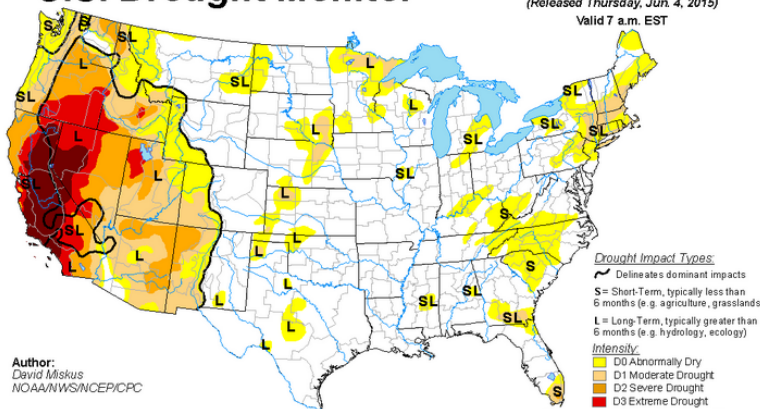 U.S. Drought Monitor
(Released Thursday, Jun. 4, 2015)
Valid 7 a.m. EST
S
S
SL
L
SL
L
SL
L
SL
SL
L
L
SL
SL
SL
L
SL
L
SL
L
L
S
SL
L
L
L
S
L
L
L
L
SL
SL
SL
L
L
S
Drought Impact Types:
Delineates dominant impacts
S = Short-Term, typically less than
6 months (e.g. agriculture, grasslands
L = Long-Term, typically greater than
6 months (e.g. hydrology, ecology)
Intensity:
D0 Abnormally Dry
D1 Moderate Drought
D2 Severe Drought
D3 Extreme Drought
Author:
David Miskus
NOAA/NWS/NCEP/CPC